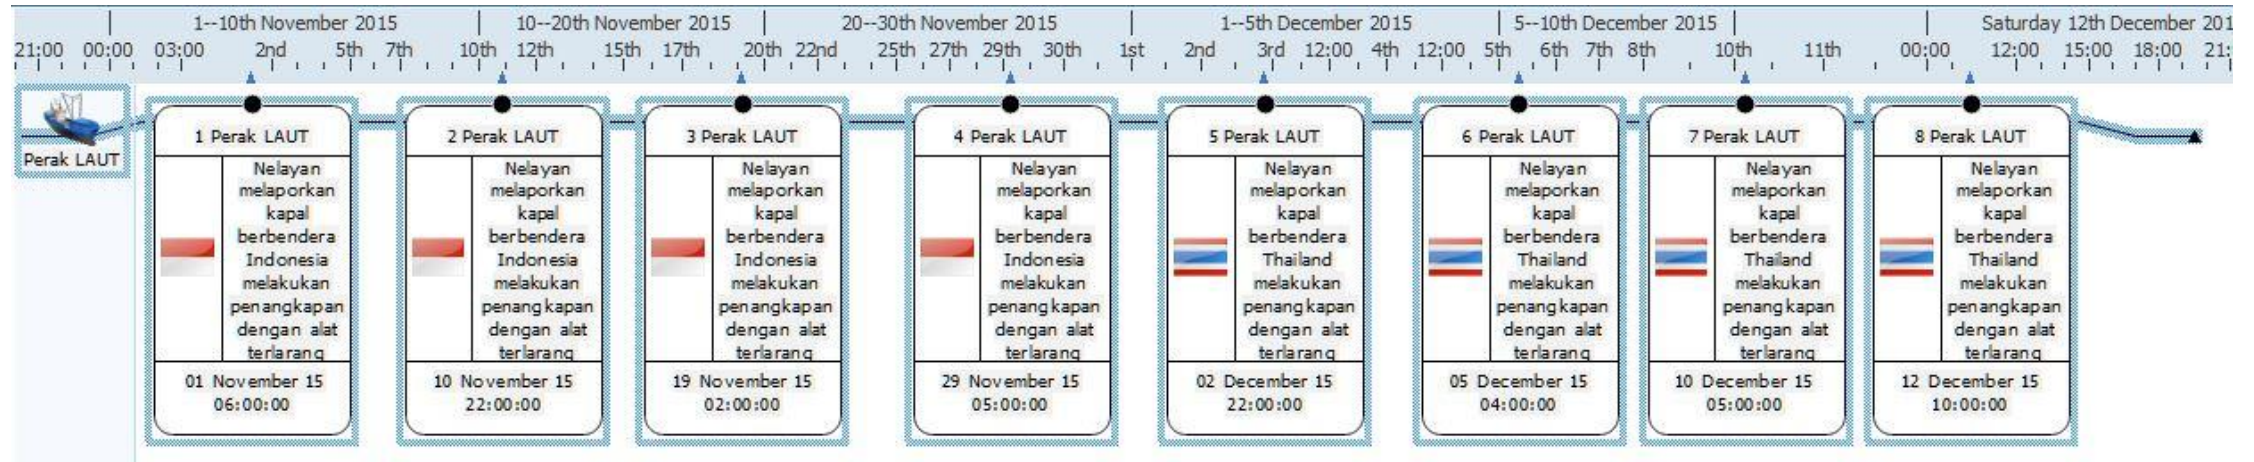 1--10th November 2015 10--20th November 2015 20--30th November 2015 1--5th December 2015 5--10th December 2015 Saturday 12th December 201
21:00 00:00 03:00 2nd 5th 7th 10th 12th 15th 17th 20th 22nd 25th 27th 29th 30th 1st 2nd 3rd 12:00 4th 12:00 5th 6th 7th 8th 10th 11th 00:00 12:00 15:00 18:00 21:
Perak LAUT
1 Perak LAUT
Nelayan
melaporkan
kapal
berbendera
Indonesia
melakukan
penangkapan
dengan alat
terlarang
01 November 15
06:00:00
2 Perak LAUT
Nelayan
melaporkan
kapal
berbendera
Indonesia
melakukan
penangkapan
dengan alat
terlarang
10 November 15
22:00:00
3 Perak LAUT
Nelayan
melaporkan
kapal
berbendera
Indonesia
melakukan
penangkapan
dengan alat
terlarang
19 November 15
02:00:00
4 Perak LAUT
Nelayan
melaporkan
kapal
berbendera
Indonesia
melakukan
penangkapan
dengan alat
terlarang
29 November 15
05:00:00
5 Perak LAUT
Nelayan
melaporkan
kapal
berbendera
Thailand
melakukan
penangkapan
dengan alat
terlarang
02 December 15
22:00:00
6 Perak LAUT
Nelayan
melaporkan
kapal
berbendera
Thailand
melakukan
penangkapan
dengan alat
terlarang
05 December 15
04:00:00
7 Perak LAUT
Nelayan
melaporkan
kapal
berbendera
Thailand
melakukan
penangkapan
dengan alat
terlarang
10 December 15
05:00:00
8 Perak LAUT
Nelayan
melaporkan
kapal
berbendera
Thailand
melakukan
penangkapan
dengan alat
terlarang
12 December 15
10:00:00